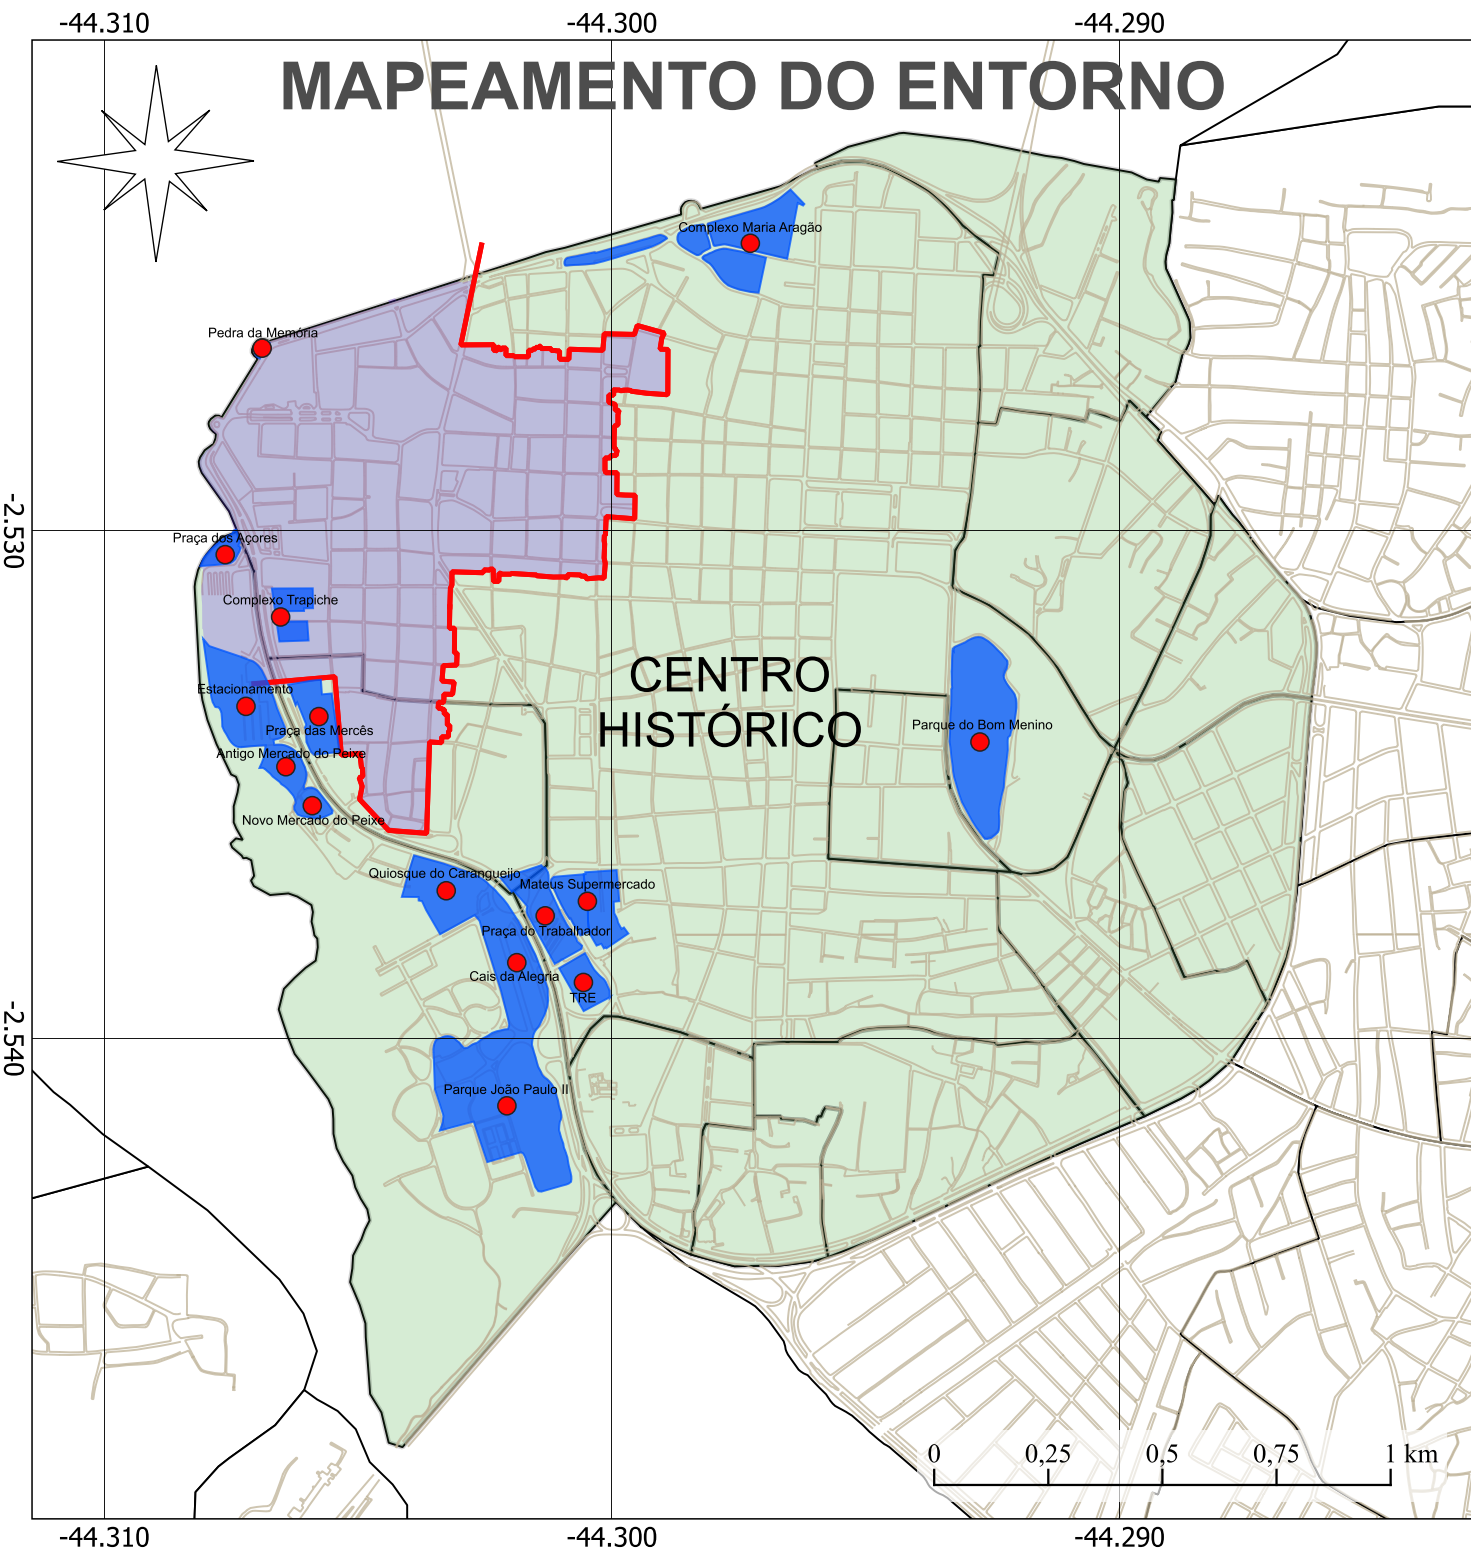 -44.310
-44.300
-44.290
MAPEAMENTO DO ENTORNO
Complexo Maria Aragão
Pedra da Memória
-2.530
Praça dos Açores
Complexo Trapiche
CENTRO
HISTÓRICO
Estacionamento
Praça das Mercês
Parque do Bom Menino
Antigo Mercado do Peixe
Novo Mercado do Peixe
Quiosque do Carangueijo
Mateus Supermercado
Praça do Trabalhador
Cais da Alegria
TRE
-2.540
Parque João Paulo II
0 0,25 0,5 0,75 1 km
-44.310
-44.300
-44.290